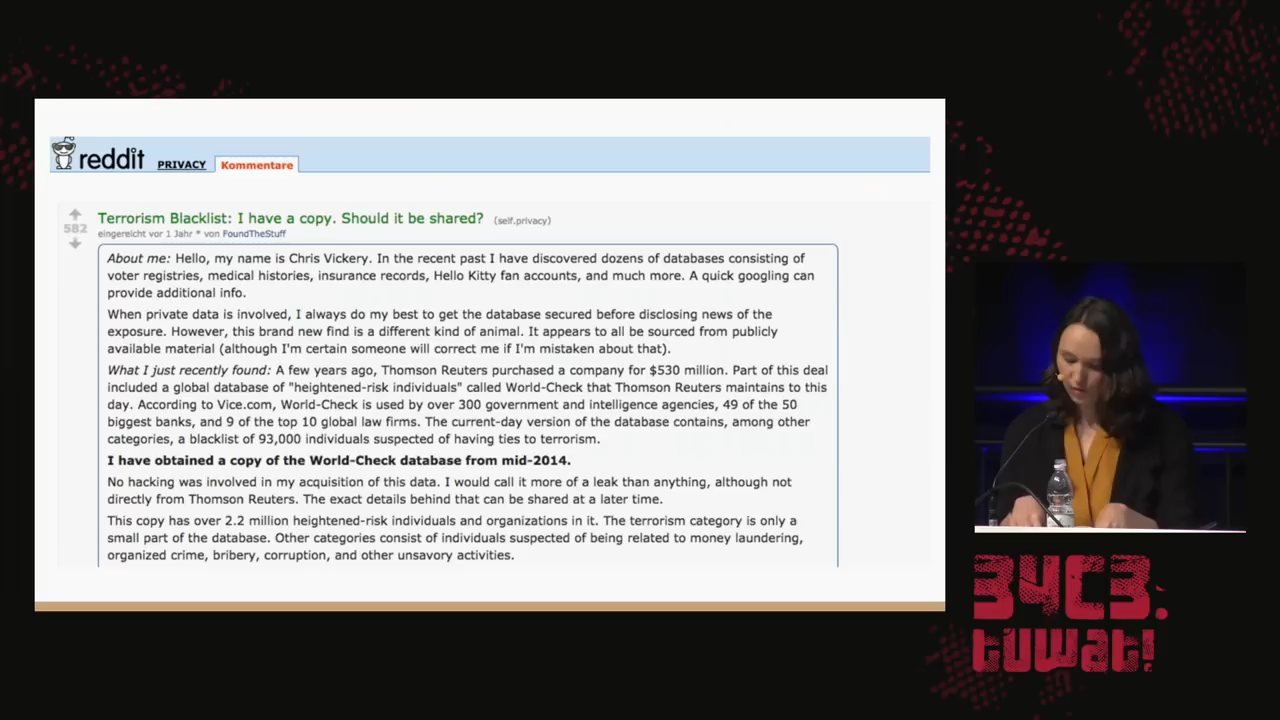 reddit PRIVACY Kommentare
Terrorism Blacklist: I have a copy. Should it be shared? (self.privacy)
582
eingereicht vor 1 Jahr * von FoundTheStuff
About me: Hello, my name is Chris Vickery. In the recent past I have discovered dozens of databases consisting of
voter registries, medical histories, insurance records, Hello Kitty fan accounts, and much more. A quick googling can
provide additional info.
When private data is involved, I always do my best to get the database secured before disclosing news of the
exposure. However, this brand new find is a different kind of animal. It appears to all be sourced from publicly
available material (although I'm certain someone will correct me if I'm mistaken about that).
What I just recently found: A few years ago, Thomson Reuters purchased a company for $530 million. Part of this deal
included a global database of "heightened-risk individuals" called World-Check that Thomson Reuters maintains to this
day. According to Vice.com, World-Check is used by over 300 government and intelligence agencies, 49 of the 50
biggest banks, and 9 of the top 10 global law firms. The current-day version of the database contains, among other
categories, a blacklist of 93,000 individuals suspected of having ties to terrorism.
I have obtained a copy of the World-Check database from mid-2014.
No hacking was involved in my acquisition of this data. I would call it more of a leak than anything, although not
directly from Thomson Reuters. The exact details behind that can be shared at a later time.
This copy has over 2.2 million heightened-risk individuals and organizations in it. The terrorism category is only a
small part of the database. Other categories consist of individuals suspected of being related to money laundering,
organized crime, bribery, corruption, and other unsavory activities.
34C3.
tuwat!